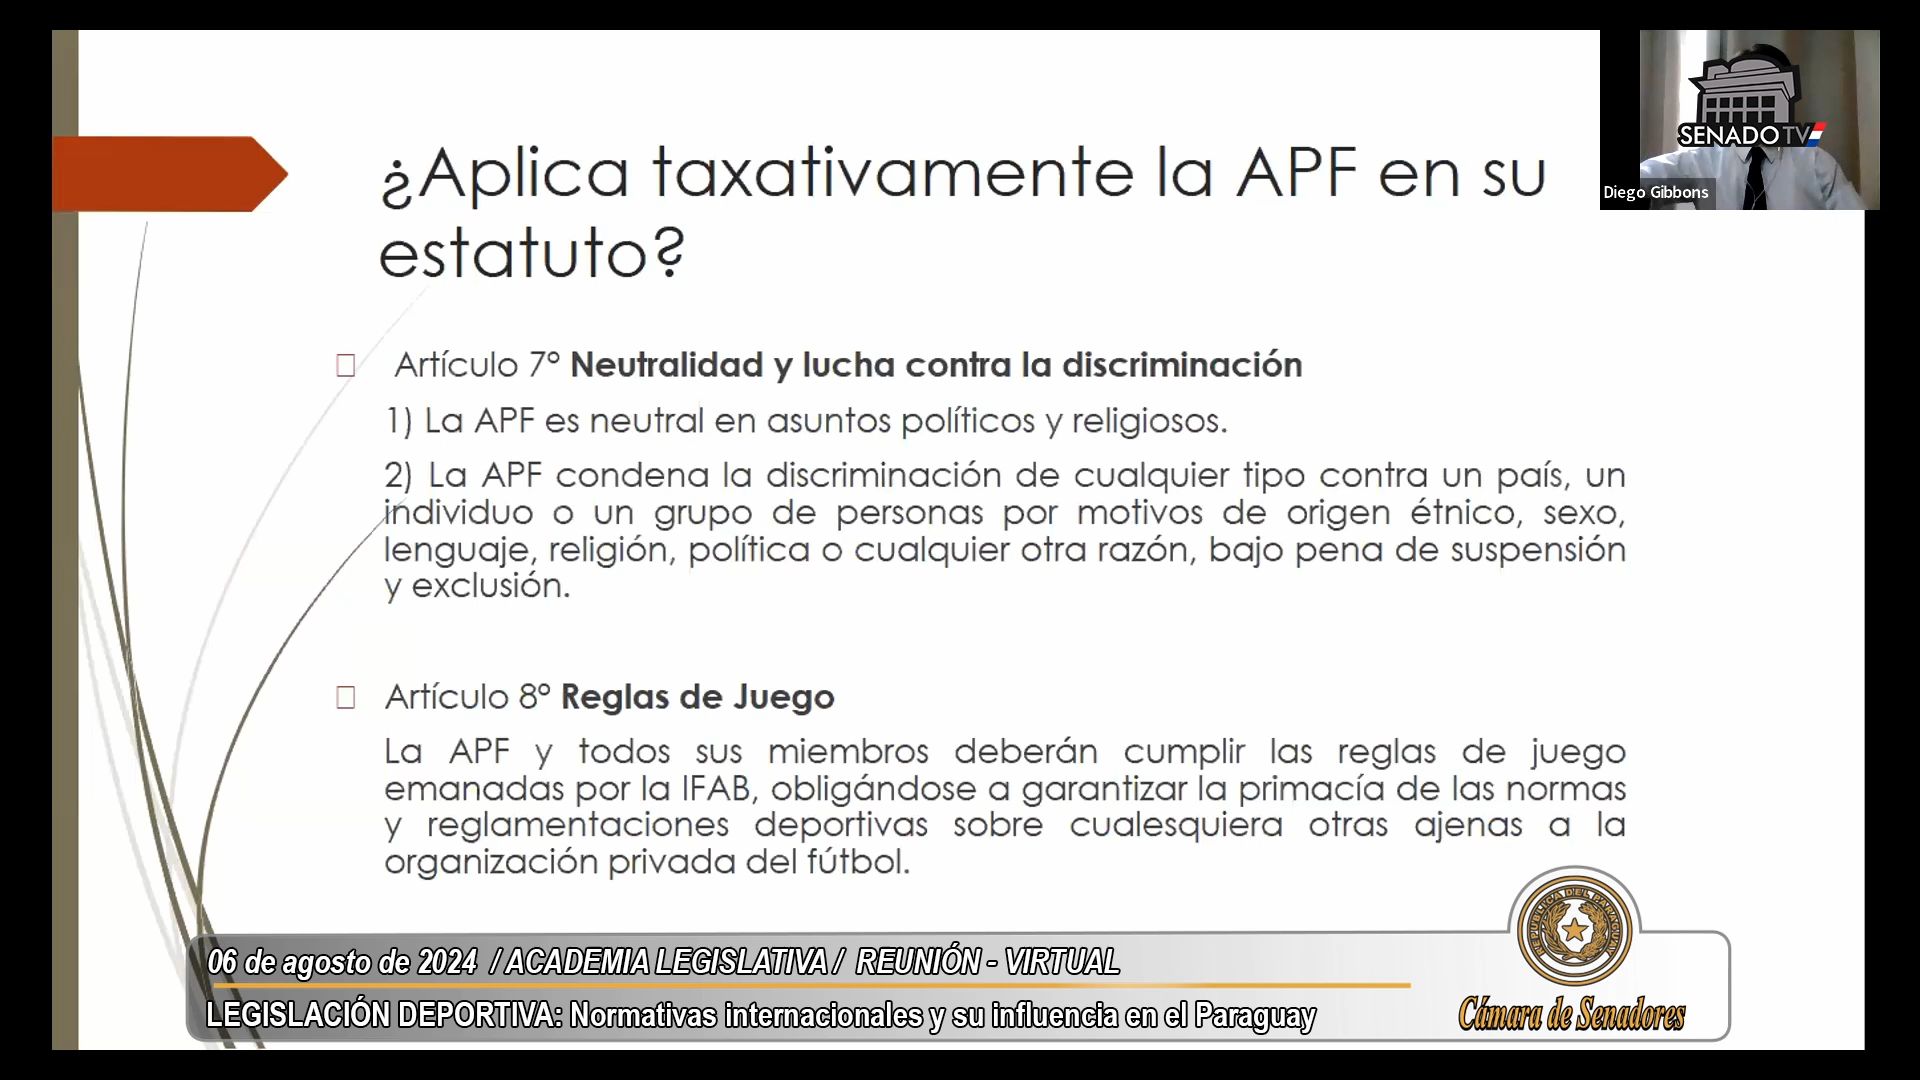 ¿Aplica taxativamente la APF en su
estatuto?
SENADO TV
Diego Gibbons
Artículo 7° Neutralidad y lucha contra la discriminación
1) La APF es neutral en asuntos políticos y religiosos.
2) La APF condena la discriminación de cualquier tipo contra un país, un
individuo o un grupo de personas por motivos de origen étnico, sexo,
lenguaje, religión, política o cualquier otra razón, bajo pena de suspensión
y exclusión.
Artículo 8° Reglas de Juego
La APF y todos sus miembros deberán cumplir las reglas de juego
emanadas por la IFAB, obligándose a garantizar la primacía de las normas
y reglamentaciones deportivas sobre cualesquiera otras ajenas a la
organización privada del fútbol.
06 de agosto de 2024 / ACADEMIA LEGISLATIVA / REUNIÓN - VIRTUAL
LEGISLACIÓN DEPORTIVA: Normativas internacionales y su influencia en el Paraguay
REPUBLICA DEL PARAGUAY
Cámara de Senadores